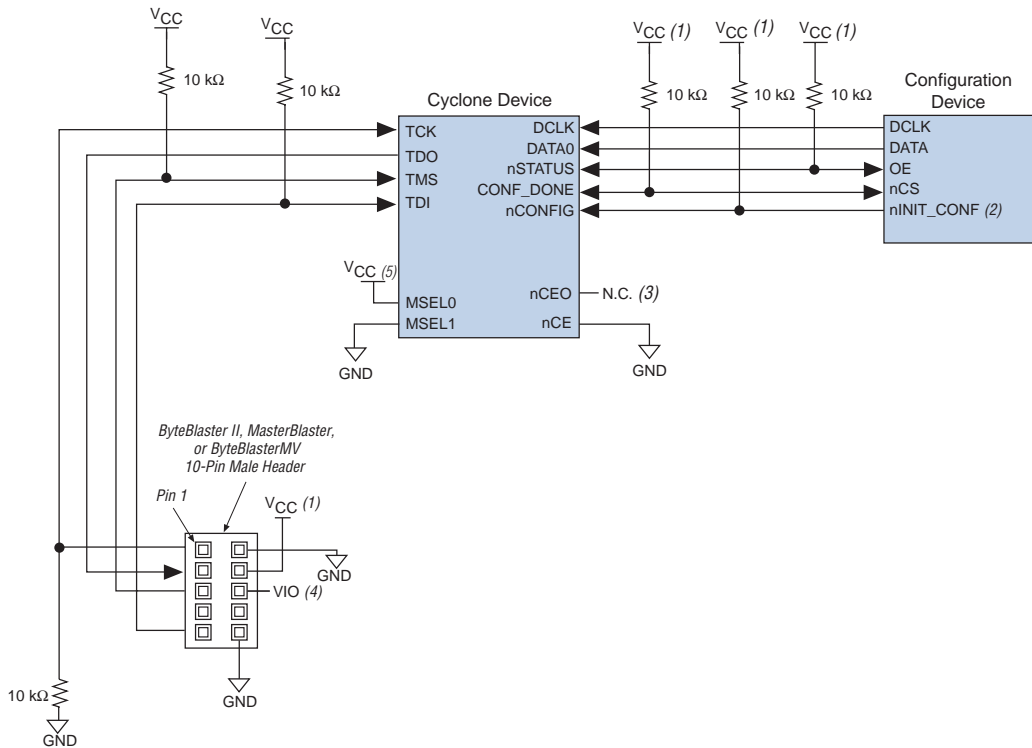 VCC
VCC
VCC (1)
VCC (1)
VCC (1)
10 kΩ
10 kΩ
10 kΩ
10 kΩ
10 kΩ
Cyclone Device
Configuration
Device
TCK
TDO
TMS
TDI
DCLK
DATA0
nSTATUS
CONF_DONE
nCONFIG
DCLK
DATA
OE
nCS
nINIT_CONF (2)
VCC (5)
MSEL0
MSEL1
nCEO
N.C. (3)
nCE
GND
GND
ByteBlaster II, MasterBlaster,
or ByteBlasterMV
10-Pin Male Header
Pin 1
VCC (1)
GND
VIO (4)
10 kΩ
GND
GND